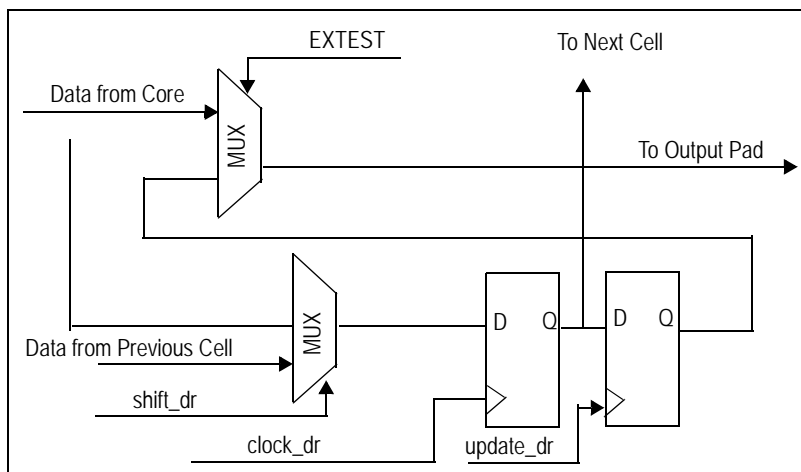 EXTEST
To Next Cell
Data from Core
MUX
To Output Pad
MUX
D Q
D Q
Data from Previous Cell
shift_dr
clock_dr
update_dr